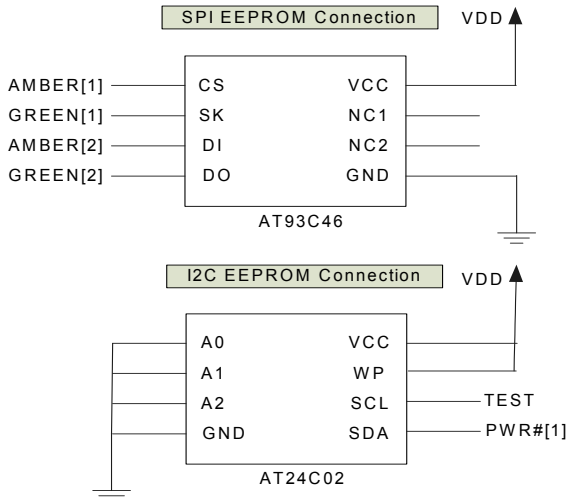 SPI EEPROM Connection VDD
AMBER[1] CS VCC
GREEN[1] SK NC1
AMBER[2] DI NC2
GREEN[2] DO GND
AT93C46
I2C EEPROM Connection VDD
A0 VCC
A1 WP
A2 SCL TEST
GND SDA PWR#[1]
AT24C02